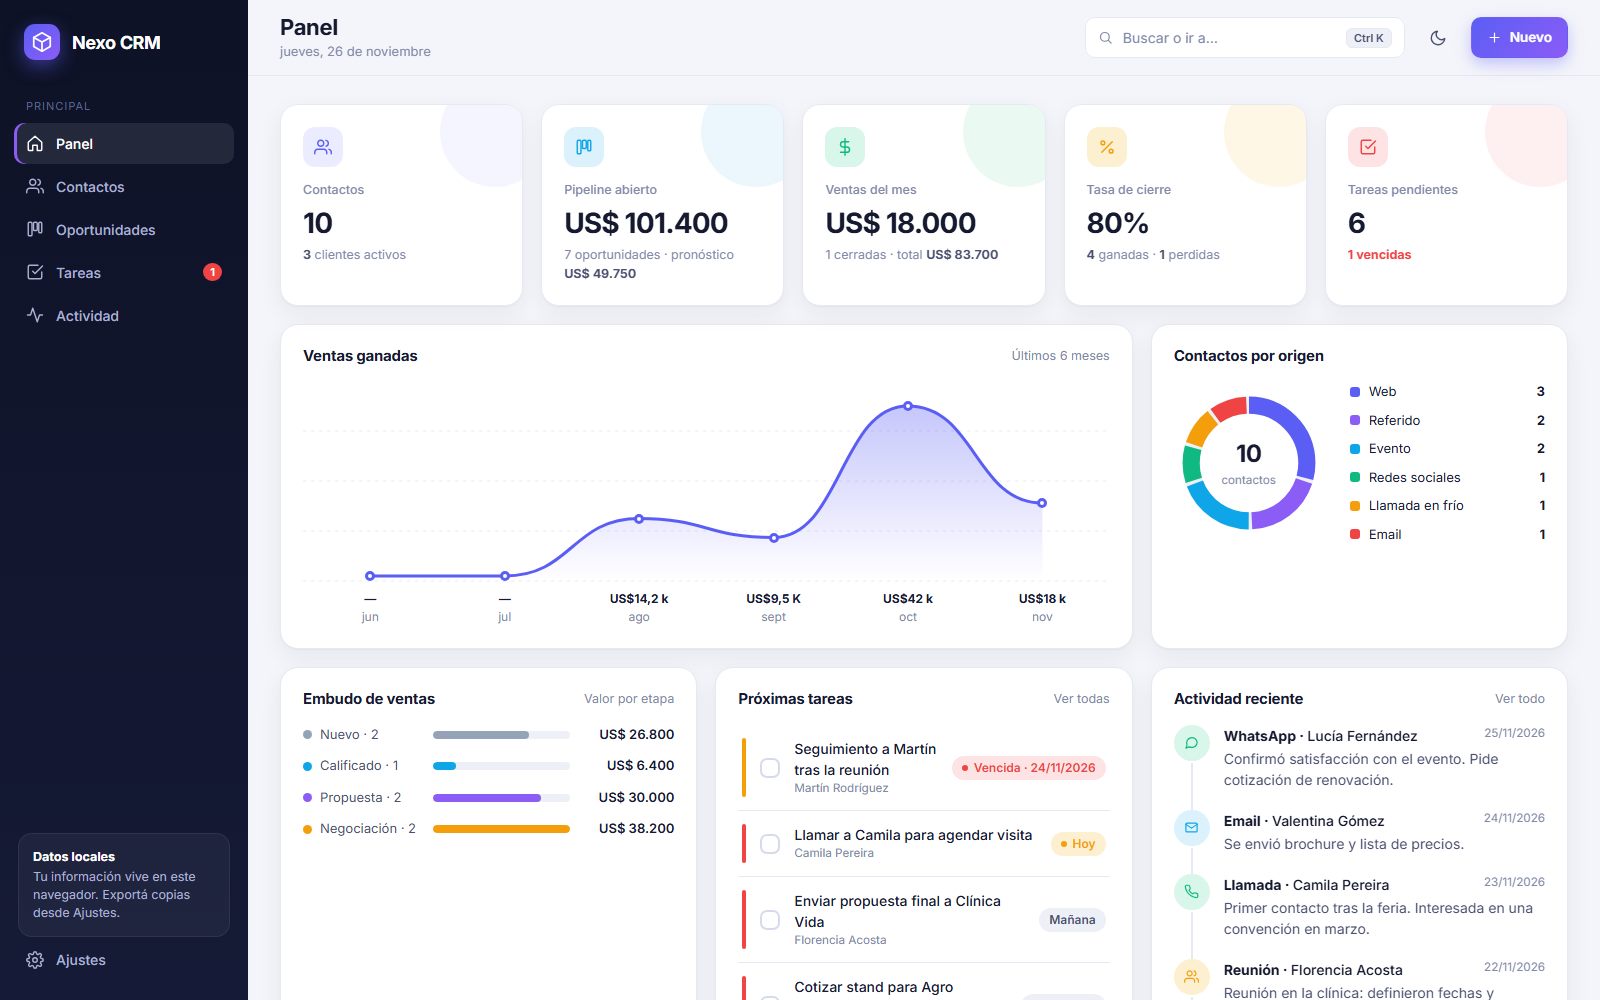 Nexo CRM
PRINCIPAL
Panel
Contactos
Oportunidades
Tareas
1
Actividad
Datos locales
Tu información vive en este
navegador. Exportá copias
desde Ajustes.
Ajustes
Panel
jueves, 26 de noviembre
Buscar o ir a...
Ctrl K
Nuevo
Contactos
10
3 clientes activos
Pipeline abierto
US$ 101.400
7 oportunidades · pronóstico
US$ 49.750
Ventas del mes
US$ 18.000
1 cerradas · total US$ 83.700
Tasa de cierre
80%
4 ganadas · 1 perdidas
Tareas pendientes
6
1 vencidas
Ventas ganadas
Últimos 6 meses
— — US$14,2 k US$9,5 K US$42 k US$18 k
jun jul ago sept oct nov
Contactos por origen
10
contactos
Web 3
Referido 2
Evento 2
Redes sociales 1
Llamada en frío 1
Email 1
Embudo de ventas
Valor por etapa
Nuevo · 2 US$ 26.800
Calificado · 1 US$ 6.400
Propuesta · 2 US$ 30.000
Negociación · 2 US$ 38.200
Próximas tareas
Ver todas
Seguimiento a Martín
tras la reunión
Martín Rodríguez
Vencida · 24/11/2026
Llamar a Camila para agendar visita
Camila Pereira
Hoy
Enviar propuesta final a Clínica
Vida
Florencia Acosta
Mañana
Cotizar stand para Agro
Actividad reciente
Ver todo
WhatsApp · Lucía Fernández 25/11/2026
Confirmó satisfacción con el evento. Pide
cotización de renovación.
Email · Valentina Gómez 24/11/2026
Se envió brochure y lista de precios.
Llamada · Camila Pereira 23/11/2026
Primer contacto tras la feria. Interesada en una
convención en marzo.
Reunión · Florencia Acosta 22/11/2026
Reunión en la clínica: definieron fechas y